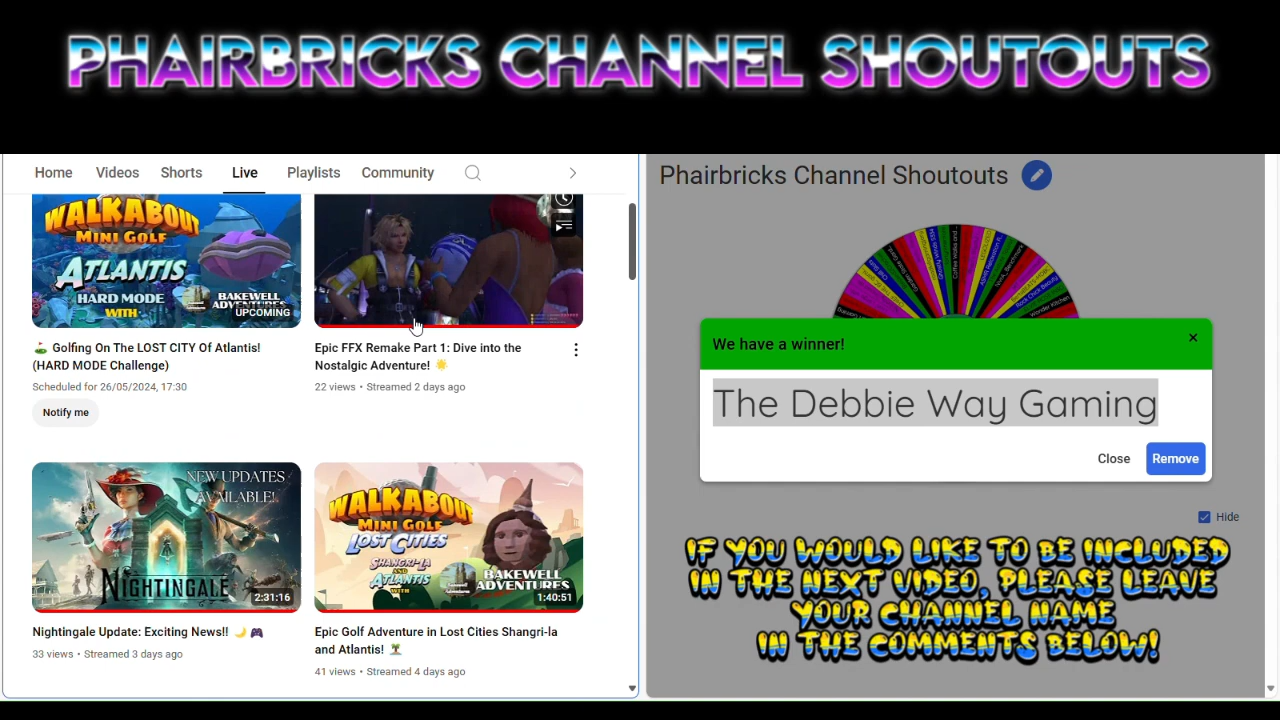 PHAIRBRICKS CHANNEL SHOUTOUTS
Home Videos Shorts Live Playlists Community
WALKABOUT
MINI GOLF
ATLANTIS
HARD MODE
WITH
BAKEWELL
ADVENTURES
UPCOMING
⛳ Golfing On The LOST CITY Of Atlantis!
(HARD MODE Challenge)
Scheduled for 26/05/2024, 17:30
Notify me
Epic FFX Remake Part 1: Dive into the
Nostalgic Adventure! 🌟
22 views • Streamed 2 days ago
NEW UPDATES
AVAILABLE!
NIGHTINGALE
2:31:16
Nightingale Update: Exciting News!! 🌙 🎮
33 views • Streamed 3 days ago
WALKABOUT
MINI GOLF
LOST CITIES
SHANGRI-LA
AND
ATLANTIS
WITH
BAKEWELL
ADVENTURES
1:40:51
Epic Golf Adventure in Lost Cities Shangri-la
and Atlantis! 🏝️
41 views • Streamed 4 days ago
Phairbricks Channel Shoutouts
We have a winner!
×
The Debbie Way Gaming
Close Remove
Hide
IF YOU WOULD LIKE TO BE INCLUDED
IN THE NEXT VIDEO, PLEASE LEAVE
YOUR CHANNEL NAME
IN THE COMMENTS BELOW!